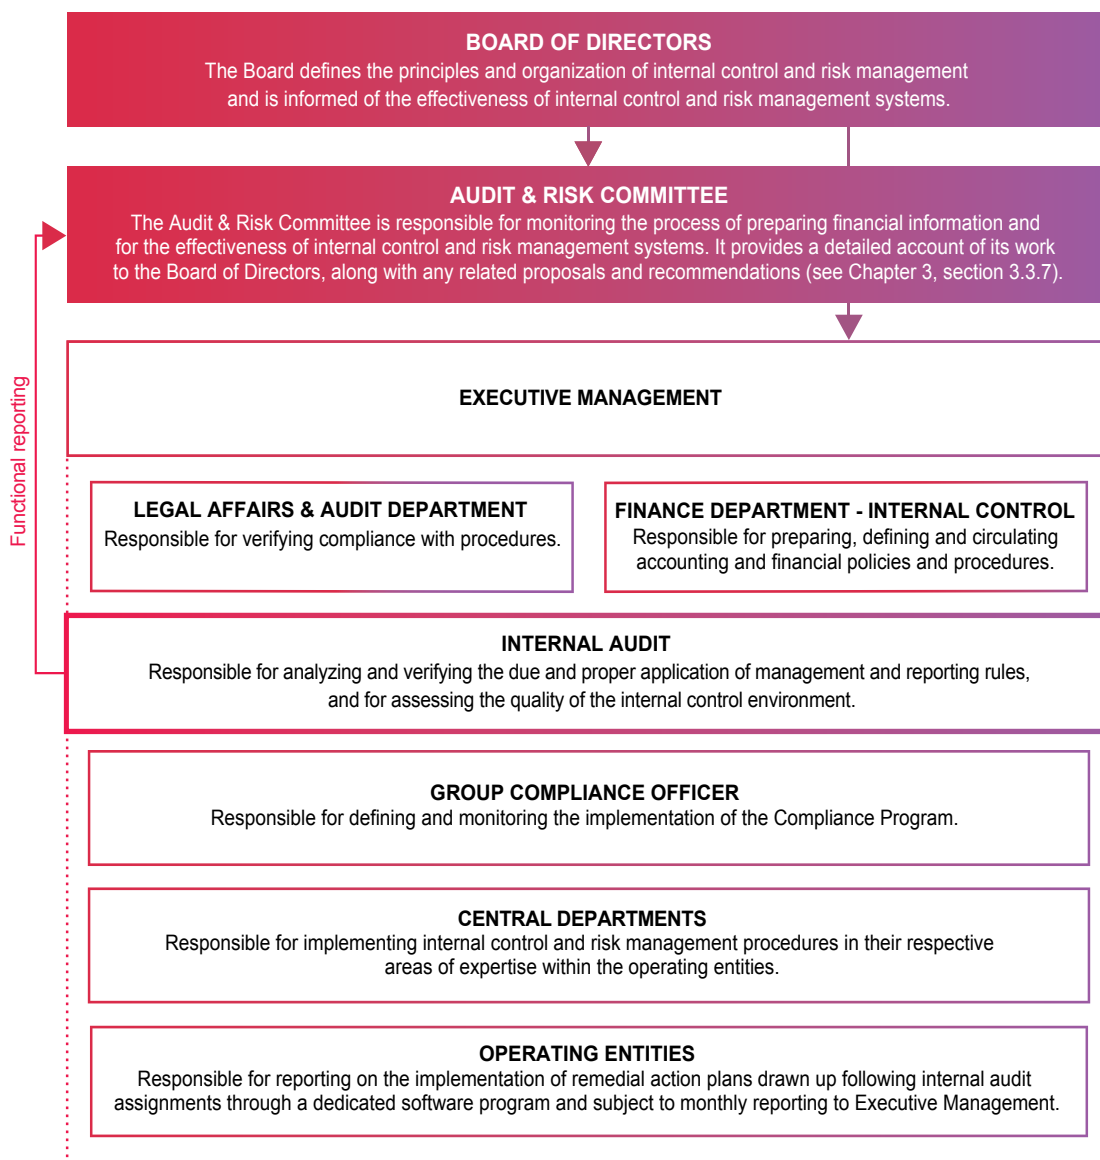 BOARD OF DIRECTORS
The Board defines the principles and organization of internal control and risk management
and is informed of the effectiveness of internal control and risk management systems.
AUDIT & RISK COMMITTEE
The Audit & Risk Committee is responsible for monitoring the process of preparing financial information and
for the effectiveness of internal control and risk management systems. It provides a detailed account of its work
to the Board of Directors, along with any related proposals and recommendations (see Chapter 3, section 3.3.7).
Functional reporting
EXECUTIVE MANAGEMENT
LEGAL AFFAIRS & AUDIT DEPARTMENT
Responsible for verifying compliance with procedures.
FINANCE DEPARTMENT - INTERNAL CONTROL
Responsible for preparing, defining and circulating
accounting and financial policies and procedures.
INTERNAL AUDIT
Responsible for analyzing and verifying the due and proper application of management and reporting rules,
and for assessing the quality of the internal control environment.
GROUP COMPLIANCE OFFICER
Responsible for defining and monitoring the implementation of the Compliance Program.
CENTRAL DEPARTMENTS
Responsible for implementing internal control and risk management procedures in their respective
areas of expertise within the operating entities.
OPERATING ENTITIES
Responsible for reporting on the implementation of remedial action plans drawn up following internal audit
assignments through a dedicated software program and subject to monthly reporting to Executive Management.